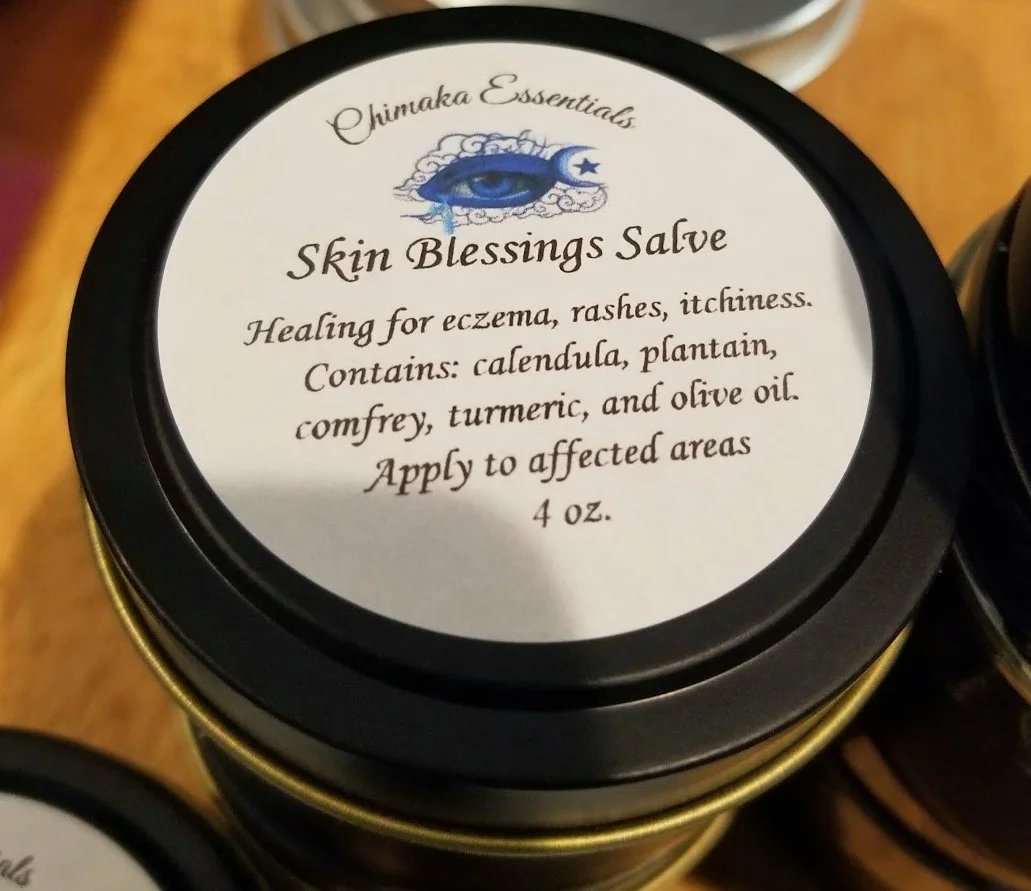 Chimaka Essentials
Skin Blessings Salve
Healing for eczema, rashes, itchiness.
Contains: calendula, plantain,
comfrey, turmeric, and olive oil.
Apply to affected areas
4 oz.